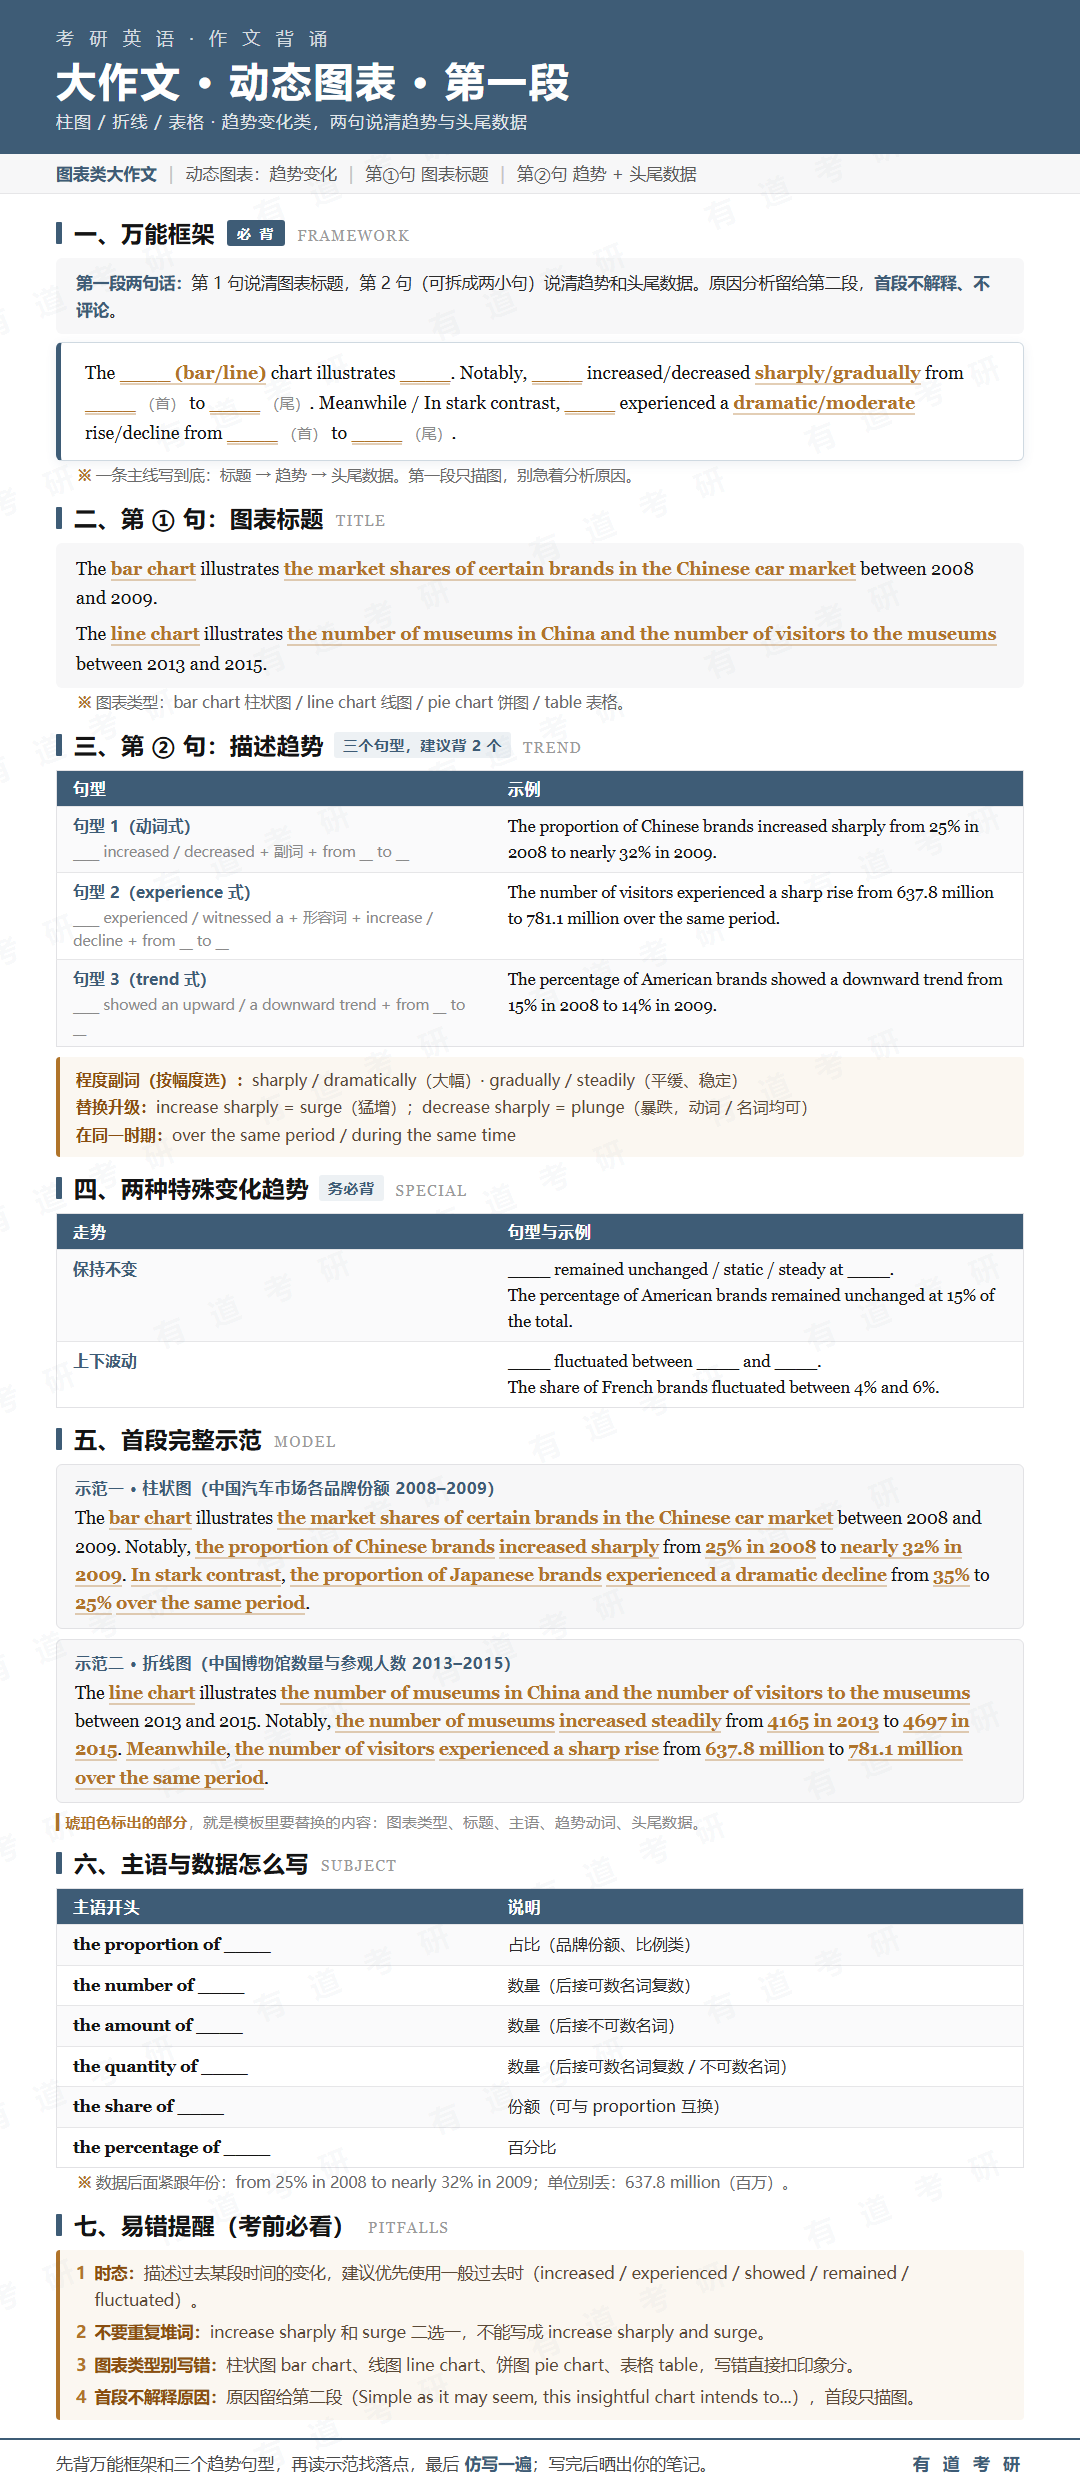 考研英语·作文背诵
大作文·动态图表·第一段
柱图 / 折线 / 表格 · 趋势变化类，两句说清趋势与头尾数据
图表类大作文 | 动态图表：趋势变化 | 第①句 图表标题 | 第②句 趋势 + 头尾数据
一、万能框架 必背 FRAMEWORK
第一段两句话：第 1 句说清图表标题，第 2 句（可拆成两小句）说清趋势和头尾数据。原因分析留给第二段，首段不解释、不
评论。
The _____ (bar/line) chart illustrates _____. Notably, _____ increased/decreased sharply/gradually from
_____ （首） to _____ （尾）. Meanwhile / In stark contrast, _____ experienced a dramatic/moderate
rise/decline from _____ （首） to _____ （尾）.
※ 一条主线写到底：标题 → 趋势 → 头尾数据。第一段只描图，别急着分析原因。
二、第 ① 句：图表标题 TITLE
The bar chart illustrates the market shares of certain brands in the Chinese car market between 2008
and 2009.
The line chart illustrates the number of museums in China and the number of visitors to the museums
between 2013 and 2015.
※ 图表类型：bar chart 柱状图 / line chart 线图 / pie chart 饼图 / table 表格。
三、第 ② 句：描述趋势 三个句型，建议背 2 个 TREND
句型 示例
句型 1（动词式） The proportion of Chinese brands increased sharply from 25% in
___ increased / decreased + 副词 + from __ to __ 2008 to nearly 32% in 2009.
句型 2（experience 式） The number of visitors experienced a sharp rise from 637.8 million
___ experienced / witnessed a + 形容词 + increase / to 781.1 million over the same period.
decline + from __ to __
句型 3（trend 式） The percentage of American brands showed a downward trend from
___ showed an upward / a downward trend + from __ to 15% in 2008 to 14% in 2009.
__
程度副词（按幅度选）：sharply / dramatically（大幅）· gradually / steadily（平缓、稳定）
替换升级：increase sharply = surge（猛增）；decrease sharply = plunge（暴跌，动词 / 名词均可）
在同一时期：over the same period / during the same time
四、两种特殊变化趋势 务必背 SPECIAL
走势 句型与示例
保持不变 ____ remained unchanged / static / steady at ____.
The percentage of American brands remained unchanged at 15% of
the total.
上下波动 ____ fluctuated between ____ and ____.
The share of French brands fluctuated between 4% and 6%.
五、首段完整示范 MODEL
示范一 • 柱状图（中国汽车市场各品牌份额 2008–2009）
The bar chart illustrates the market shares of certain brands in the Chinese car market between 2008 and
2009. Notably, the proportion of Chinese brands increased sharply from 25% in 2008 to nearly 32% in
2009. In stark contrast, the proportion of Japanese brands experienced a dramatic decline from 35% to
25% over the same period.
示范二 • 折线图（中国博物馆数量与参观人数 2013–2015）
The line chart illustrates the number of museums in China and the number of visitors to the museums
between 2013 and 2015. Notably, the number of museums increased steadily from 4165 in 2013 to 4697 in
2015. Meanwhile, the number of visitors experienced a sharp rise from 637.8 million to 781.1 million
over the same period.
琥珀色标出的部分，就是模板里要替换的内容：图表类型、标题、主语、趋势动词、头尾数据。
六、主语与数据怎么写 SUBJECT
主语开头 说明
the proportion of ____ 占比（品牌份额、比例类）
the number of ____ 数量（后接可数名词复数）
the amount of ____ 数量（后接不可数名词）
the quantity of ____ 数量（后接可数名词复数 / 不可数名词）
the share of ____ 份额（可与 proportion 互换）
the percentage of ____ 百分比
※ 数据后面紧跟年份：from 25% in 2008 to nearly 32% in 2009；单位别丢：637.8 million（百万）。
七、易错提醒（考前必看） PITFALLS
1 时态：描述过去某段时间的变化，建议优先使用一般过去时（increased / experienced / showed / remained /
fluctuated）。
2 不要重复堆词：increase sharply 和 surge 二选一，不能写成 increase sharply and surge。
3 图表类型别写错：柱状图 bar chart、线图 line chart、饼图 pie chart、表格 table，写错直接扣印象分。
4 首段不解释原因：原因留给第二段（Simple as it may seem, this insightful chart intends to...），首段只描图。
先背万能框架和三个趋势句型，再读示范找落点，最后 仿写一遍；写完后晒出你的笔记。 有道考研